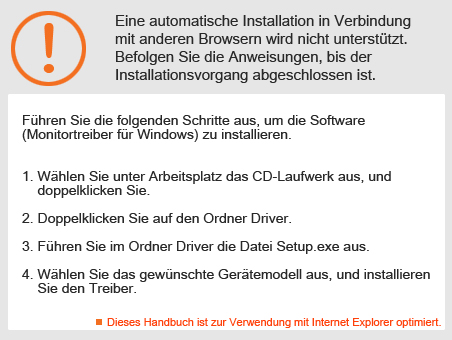 Eine automatische Installation in Verbindung
mit anderen Browsern wird nicht unterstützt.
Befolgen Sie die Anweisungen, bis der
Installationsvorgang abgeschlossen ist.
Führen Sie die folgenden Schritte aus, um die Software
(Monitortreiber für Windows) zu installieren.
1. Wählen Sie unter Arbeitsplatz das CD-Laufwerk aus, und
doppelklicken Sie.
2. Doppelklicken Sie auf den Ordner Driver.
3. Führen Sie im Ordner Driver die Datei Setup.exe aus.
4. Wählen Sie das gewünschte Gerätemodell aus, und installieren
Sie den Treiber.
Dieses Handbuch ist zur Verwendung mit Internet Explorer optimiert.